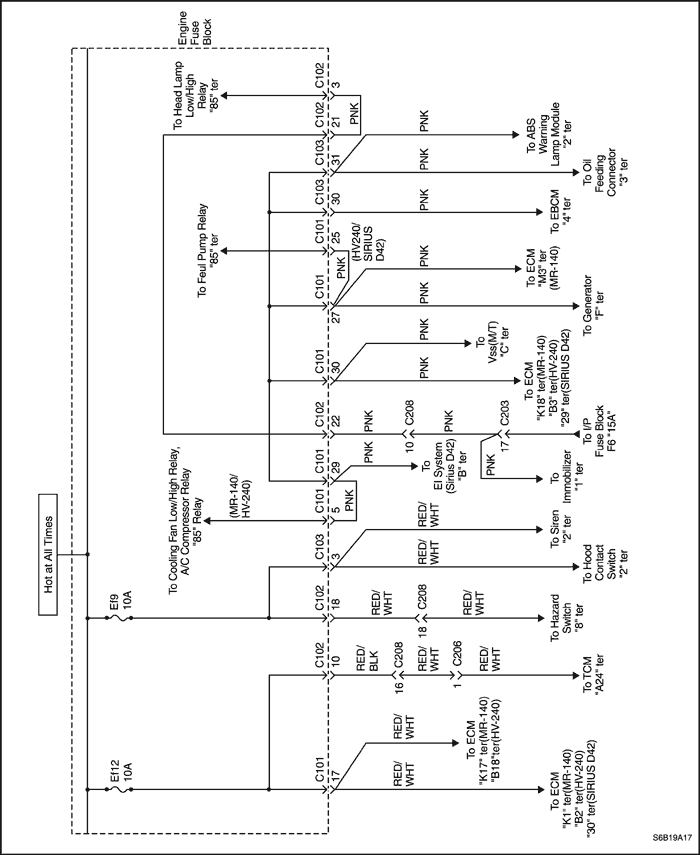 Hot at All Times
Engine
Fuse
Block
Ef12
10A
Ef9
10A
C101
17
RED/
WHT
RED/
WHT
To ECM
"K1" ter(MR-140)
"B2" ter(HV-240)
"30" ter(SIRIUS D42)
To ECM
"K17" ter(MR-140)
"B18"ter(HV-240)
C102
10
RED/
BLK
16
C208
RED/
WHT
1
C206
RED/
WHT
To TCM
"A24" ter
C102
18
RED/
WHT
18
C208
RED/
WHT
To Hazard
Switch
"8" ter
C103
3
RED/
WHT
RED/
WHT
To Hood
Contact
Switch
"2" ter
To Siren
"2" ter
To Cooling Fan Low/High Relay,
A/C Compressor Relay
"85" Relay
(MR-140/
HV-240)
C101
5
PNK
C101
29
PNK
To
EI System
(Sirius D42)
"B" ter
C102
22
PNK
10
C208
PNK
17
C203
PNK
To
Immobilizer
"1" ter
To I/P
Fuse Block
F6 "15A"
C101
30
PNK
PNK
To
Vss(M/T)
"C" ter
To ECM
"K18" ter(MR-140)
"B3" ter(HV-240)
"29" ter(SIRIUS D42)
To Feul Pump Relay
"85" ter
C101
27
C101
25
PNK
(HV240/
SIRIUS
D42)
PNK
PNK
To ECM
"M3" ter
(MR-140)
To Generator
"F" ter
C103
30
PNK
To EBCM
"4" ter
C103
31
PNK
PNK
To ABS
Warning
Lamp Module
"2" ter
To Oil
Feeding
Connector
"3" ter
C102
21
PNK
C102
3
To Head Lamp
Low/High
Relay
"85" ter
S6B19A17